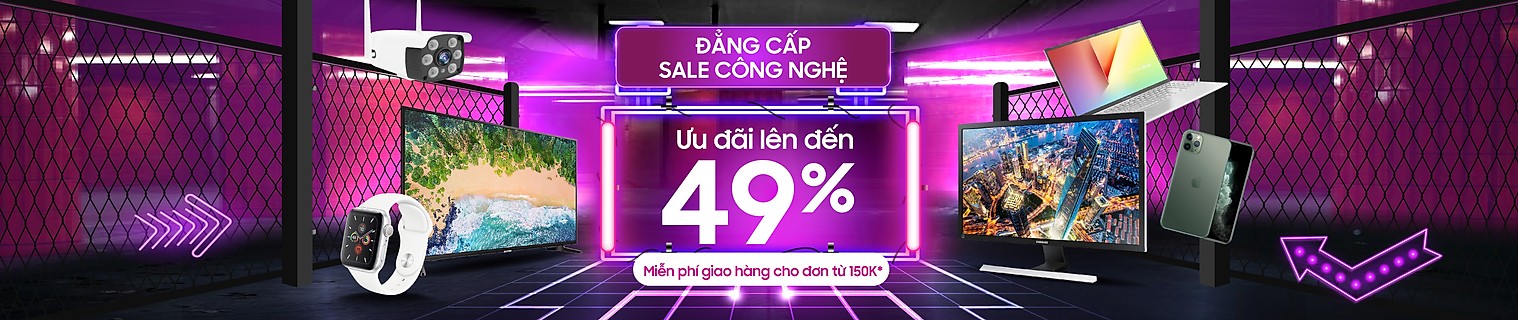 ĐẲNG CẤP
SALE CÔNG NGHỆ
Ưu đãi lên đến
49%
Miễn phí giao hàng cho đơn từ 150K*